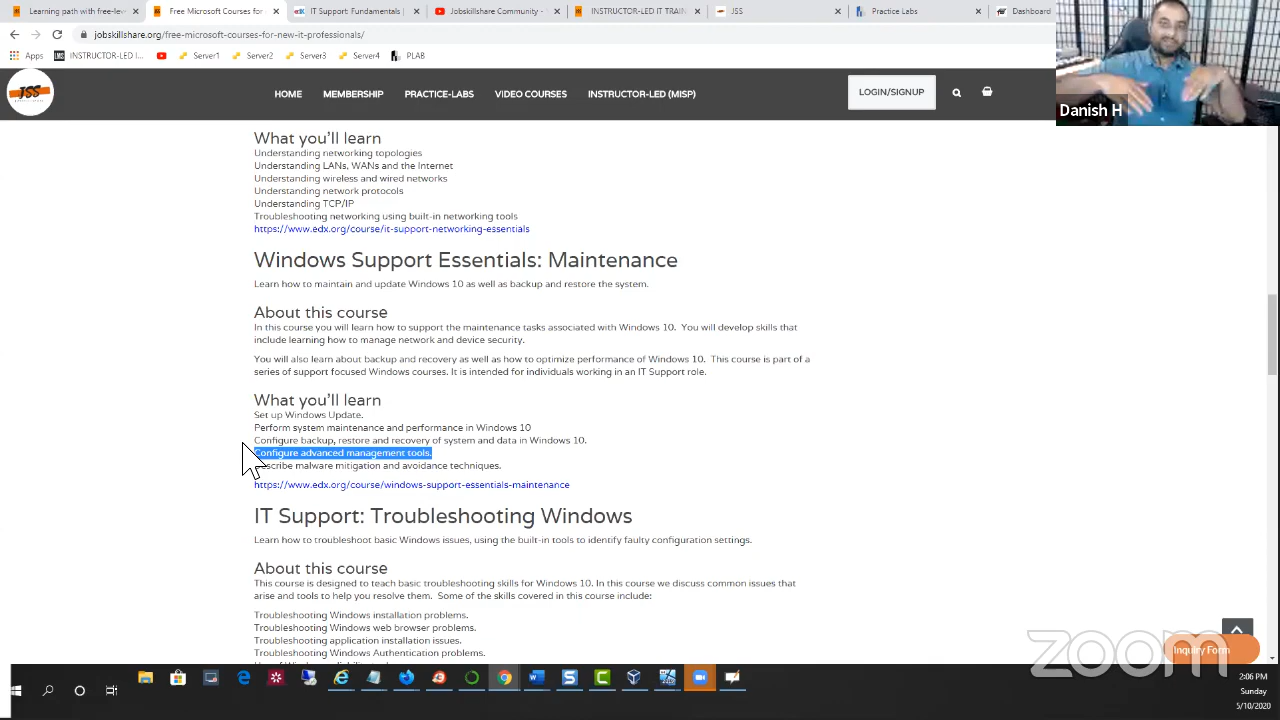 Learning path with free-leve
Free Microsoft Courses for
IT Support: Fundamentals |
Jobskillshare Community -
INSTRUCTOR-LED IT TRAIN
JSS
Practice Labs
Dashboard
jobskillshare.org/free-microsoft-courses-for-new-it-professionals/
Apps
INSTRUCTOR-LED I...
Server1
Server2
Server3
Server4
PLAB
Danish H
JSS
HOME
MEMBERSHIP
PRACTICE-LABS
VIDEO COURSES
INSTRUCTOR-LED (MISP)
LOGIN/SIGNUP
What you'll learn
Understanding networking topologies
Understanding LANs, WANs and the Internet
Understanding wireless and wired networks
Understanding network protocols
Understanding TCP/IP
Troubleshooting networking using built-in networking tools
https://www.edx.org/course/it-support-networking-essentials
Windows Support Essentials: Maintenance
Learn how to maintain and update Windows 10 as well as backup and restore the system.
About this course
In this course you will learn how to support the maintenance tasks associated with Windows 10. You will develop skills that
include learning how to manage network and device security.
You will also learn about backup and recovery as well as how to optimize performance of Windows 10. This course is part of a
series of support focused Windows courses. It is intended for individuals working in an IT Support role.
What you'll learn
Set up Windows Update.
Perform system maintenance and performance in Windows 10
Configure backup, restore and recovery of system and data in Windows 10.
Configure advanced management tools.
scribe malware mitigation and avoidance techniques.
https://www.edx.org/course/windows-support-essentials-maintenance
IT Support: Troubleshooting Windows
Learn how to troubleshoot basic Windows issues, using the built-in tools to identify faulty configuration settings.
About this course
This course is designed to teach basic troubleshooting skills for Windows 10. In this course we discuss common issues that
arise and tools to help you resolve them. Some of the skills covered in this course include:
Troubleshooting Windows installation problems.
Troubleshooting Windows web browser problems.
Troubleshooting application installation issues.
Troubleshooting Windows Authentication problems.
zoom
Inquiry Form
2:06 PM
Sunday
5/10/2020